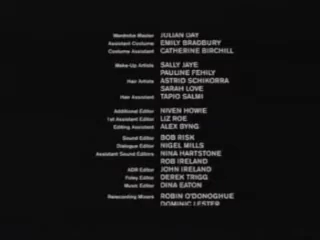 Wardrobe Master JULIAN DAY
Assistant Costume EMILY BRADBURY
Costume Assistant CATHERINE BIRCHILL
Make-Up Artists SALLY JAYE
PAULINE FEHILY
Hair Artists ASTRID SCHIKORRA
SARAH LOVE
Hair Assistant TAPIO SALMI
Additional Editor NIVEN HOWIE
1st Assistant Editor LIZ ROE
Editing Assistant ALEX BYNG
Sound Editor BOB RISK
Dialogue Editor NIGEL MILLS
Assistant Sound Editors NINA HARTSTONE
ROB IRELAND
ADR Editor JOHN IRELAND
Foley Editor DEREK TRIGG
Music Editor DINA EATON
Rerecording Mixers ROBIN O'DONOGHUE
DOMINIC LESTER